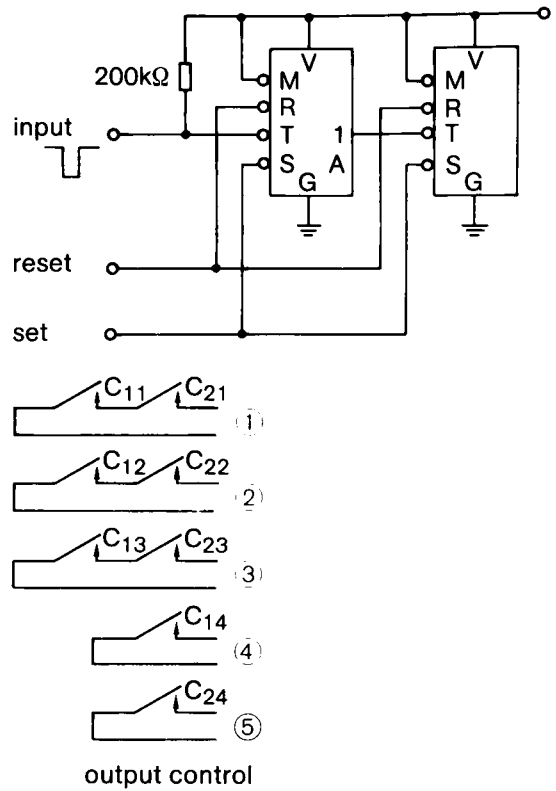 200kΩ
V
V
M
R
T
S
1
A
G
M
R
T
S
G
input
reset
set
C11 C21 ①
C12 C22 ②
C13 C23 ③
C14 ④
C24 ⑤
output control